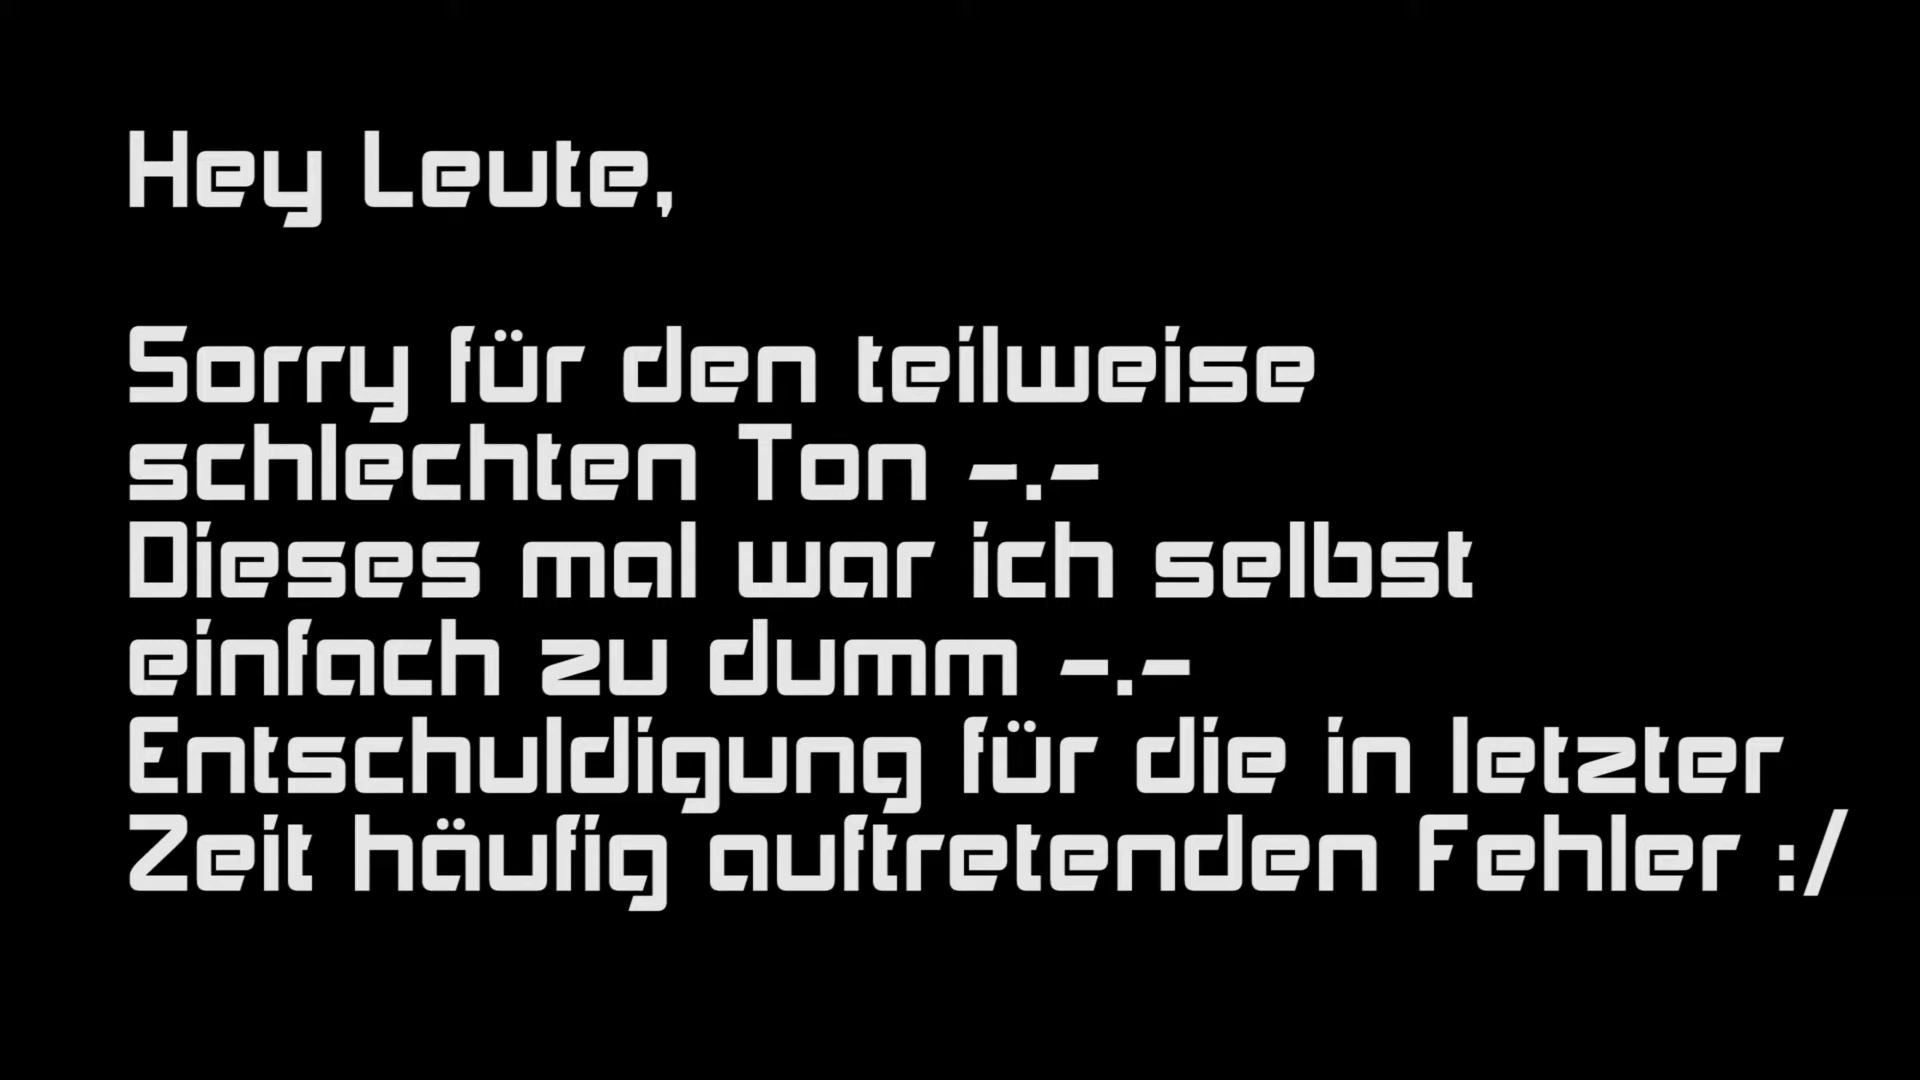 Hey Leute,
Sorry für den teilweise
schlechten Ton -.-
Dieses mal war ich selbst
einfach zu dumm -.-
Entschuldigung für die in letzter
Zeit häufig auftretenden Fehler :/